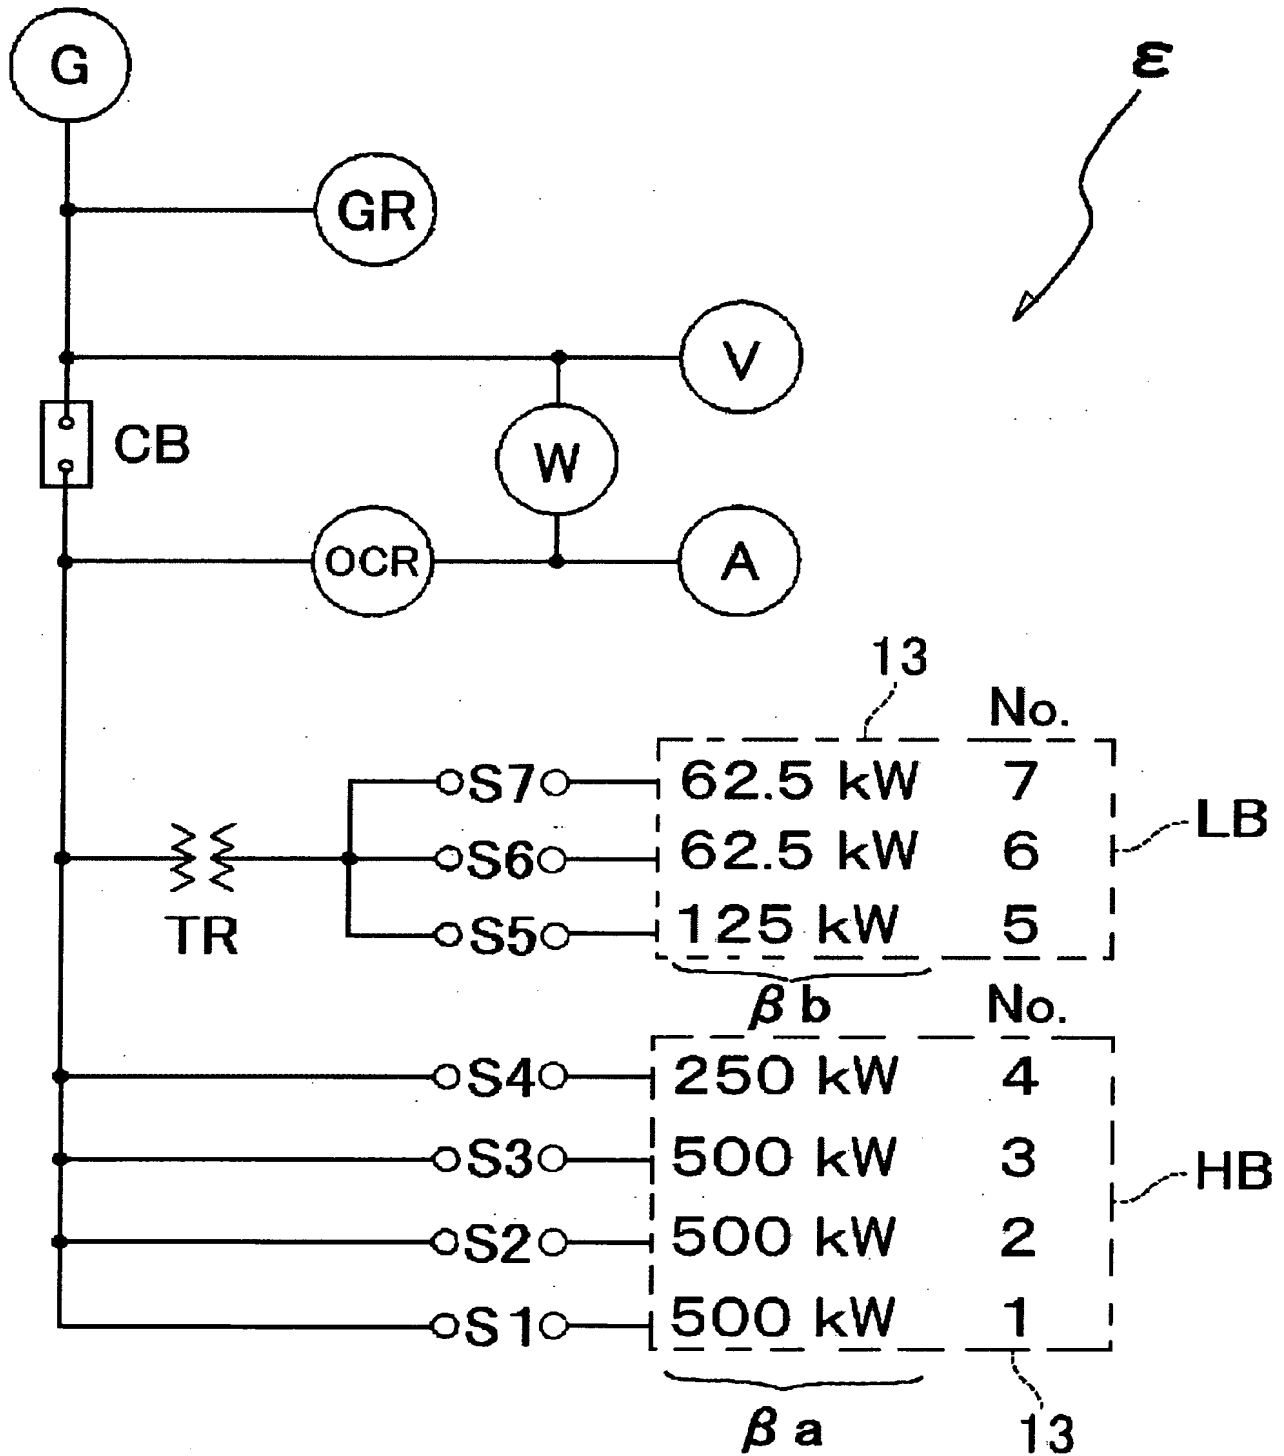 G
ε
GR
V
CB
W
OCR
A
13
No.
S7 62.5 kW 7
S6 62.5 kW 6
LB
TR
S5 125 kW 5
β b
No.
S4 250 kW 4
S3 500 kW 3
HB
S2 500 kW 2
S1 500 kW 1
β a
13